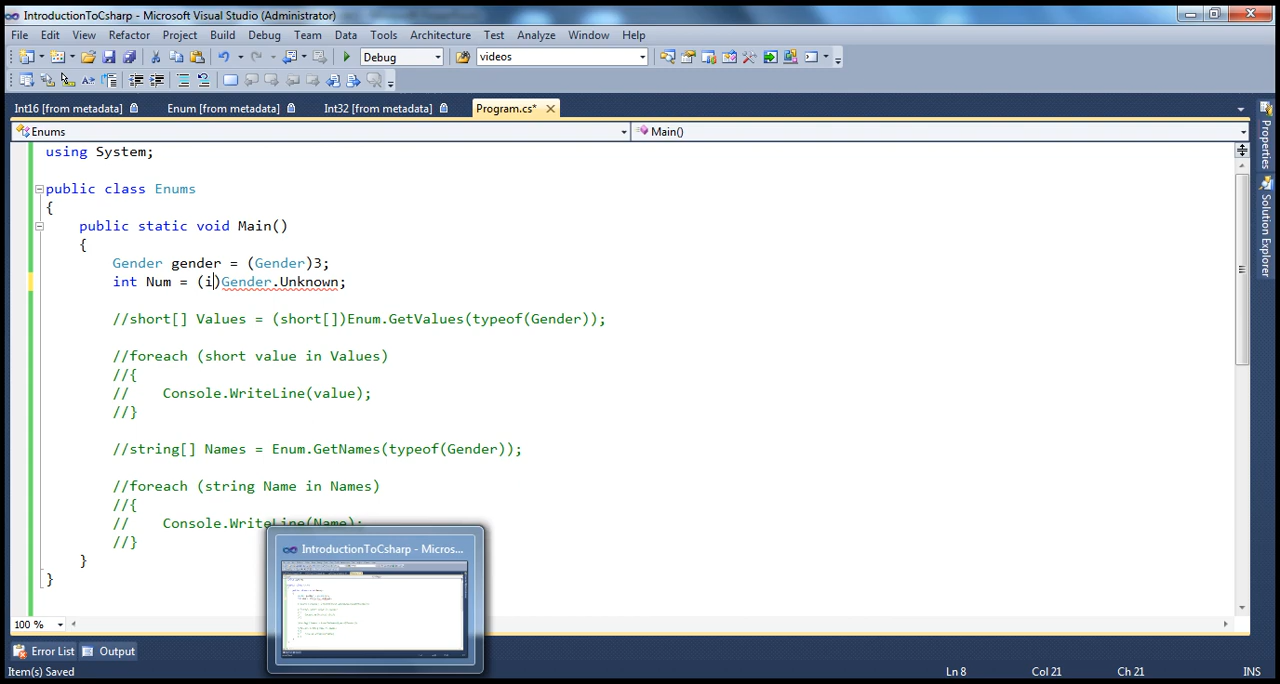 IntroductionToCsharp - Microsoft Visual Studio (Administrator)
File Edit View Refactor Project Build Debug Team Data Tools Architecture Test Analyze Window Help
Debug videos
Int16 [from metadata] Enum [from metadata] Int32 [from metadata] Program.cs*
Enums Main()
using System;
public class Enums
{
public static void Main()
{
Gender gender = (Gender)3;
int Num = (i)Gender.Unknown;
//short[] Values = (short[])Enum.GetValues(typeof(Gender));
//foreach (short value in Values)
//{
// Console.WriteLine(value);
//}
//string[] Names = Enum.GetNames(typeof(Gender));
//foreach (string Name in Names)
//{
// Console.WriteLine(Name);
//}
}
}
IntroductionToCsharp - Micros...
100 %
Error List Output
Item(s) Saved Ln 8 Col 21 Ch 21 INS
Properties
Solution Explorer